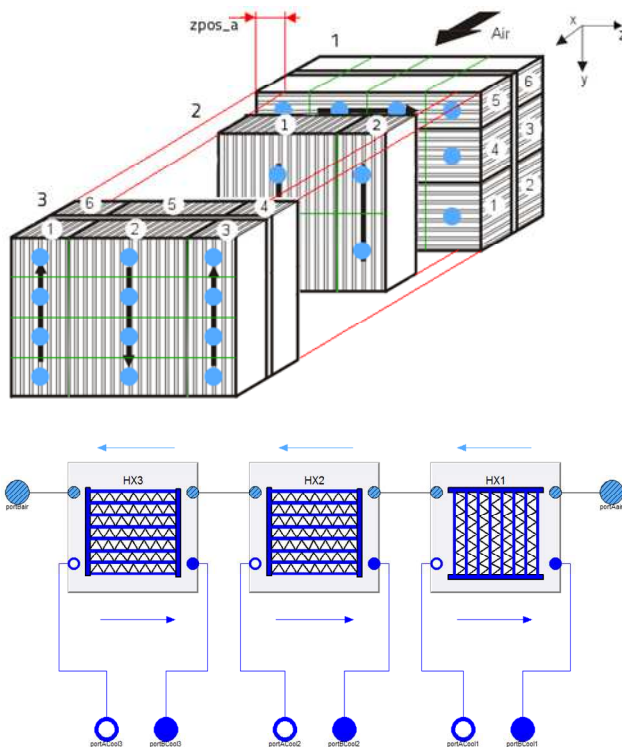 zpos_a
1
Air
x
z
y
2
1
2
5
6
4
3
1
2
3
6
5
4
1
2
3
HX3
HX2
HX1
portBair
portAair
portACool3
portBCool3
portACool2
portBCool2
portACool1
portBCool1